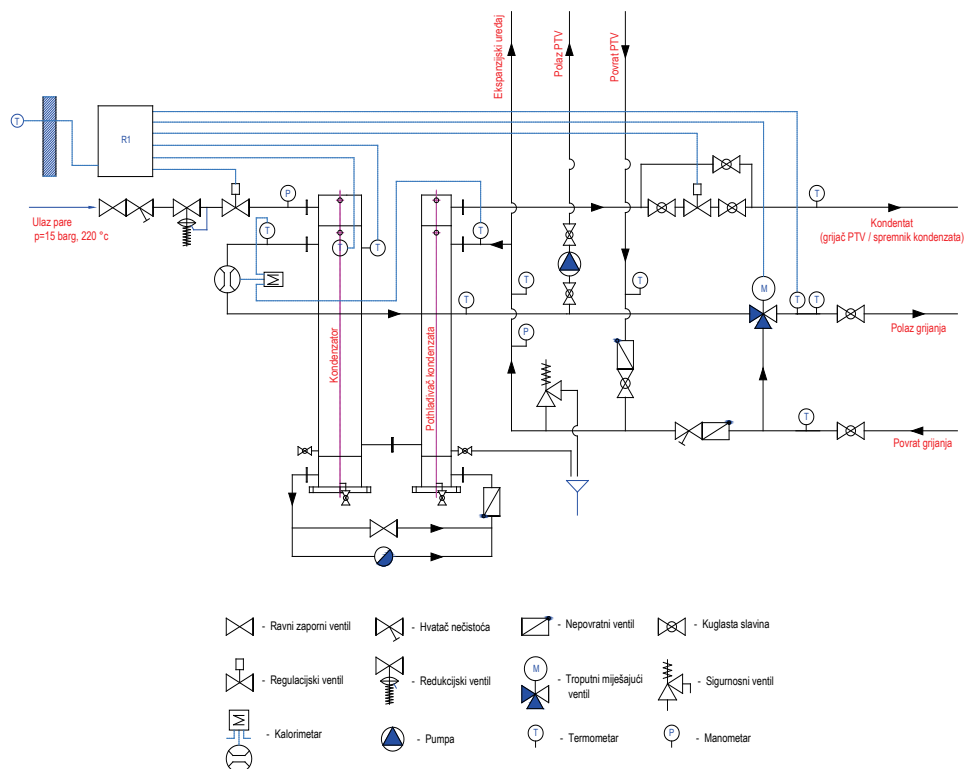 Ekspanzijski uređaj
Polaz PTV
Povrat PTV
T
R1
Ulaz pare
p=15 barg, 220 °c
P
T
T
T
T
M
T
T
T
P
T
M
T
T
T
T
Kondentat
(grijač PTV / spremnik kondenzata)
Polaz grijanja
Povrat grijanja
Kondenzator
Pothlađivač kondenzata
- Ravni zaporni ventil
- Hvatač nečistoća
- Nepovratni ventil
- Kuglasta slavina
- Regulacijski ventil
- Redukcijski ventil
M
- Troputni miješajući
ventil
- Sigurnosni ventil
M
- Kalorimetar
- Pumpa
T
- Termometar
P
- Manometar